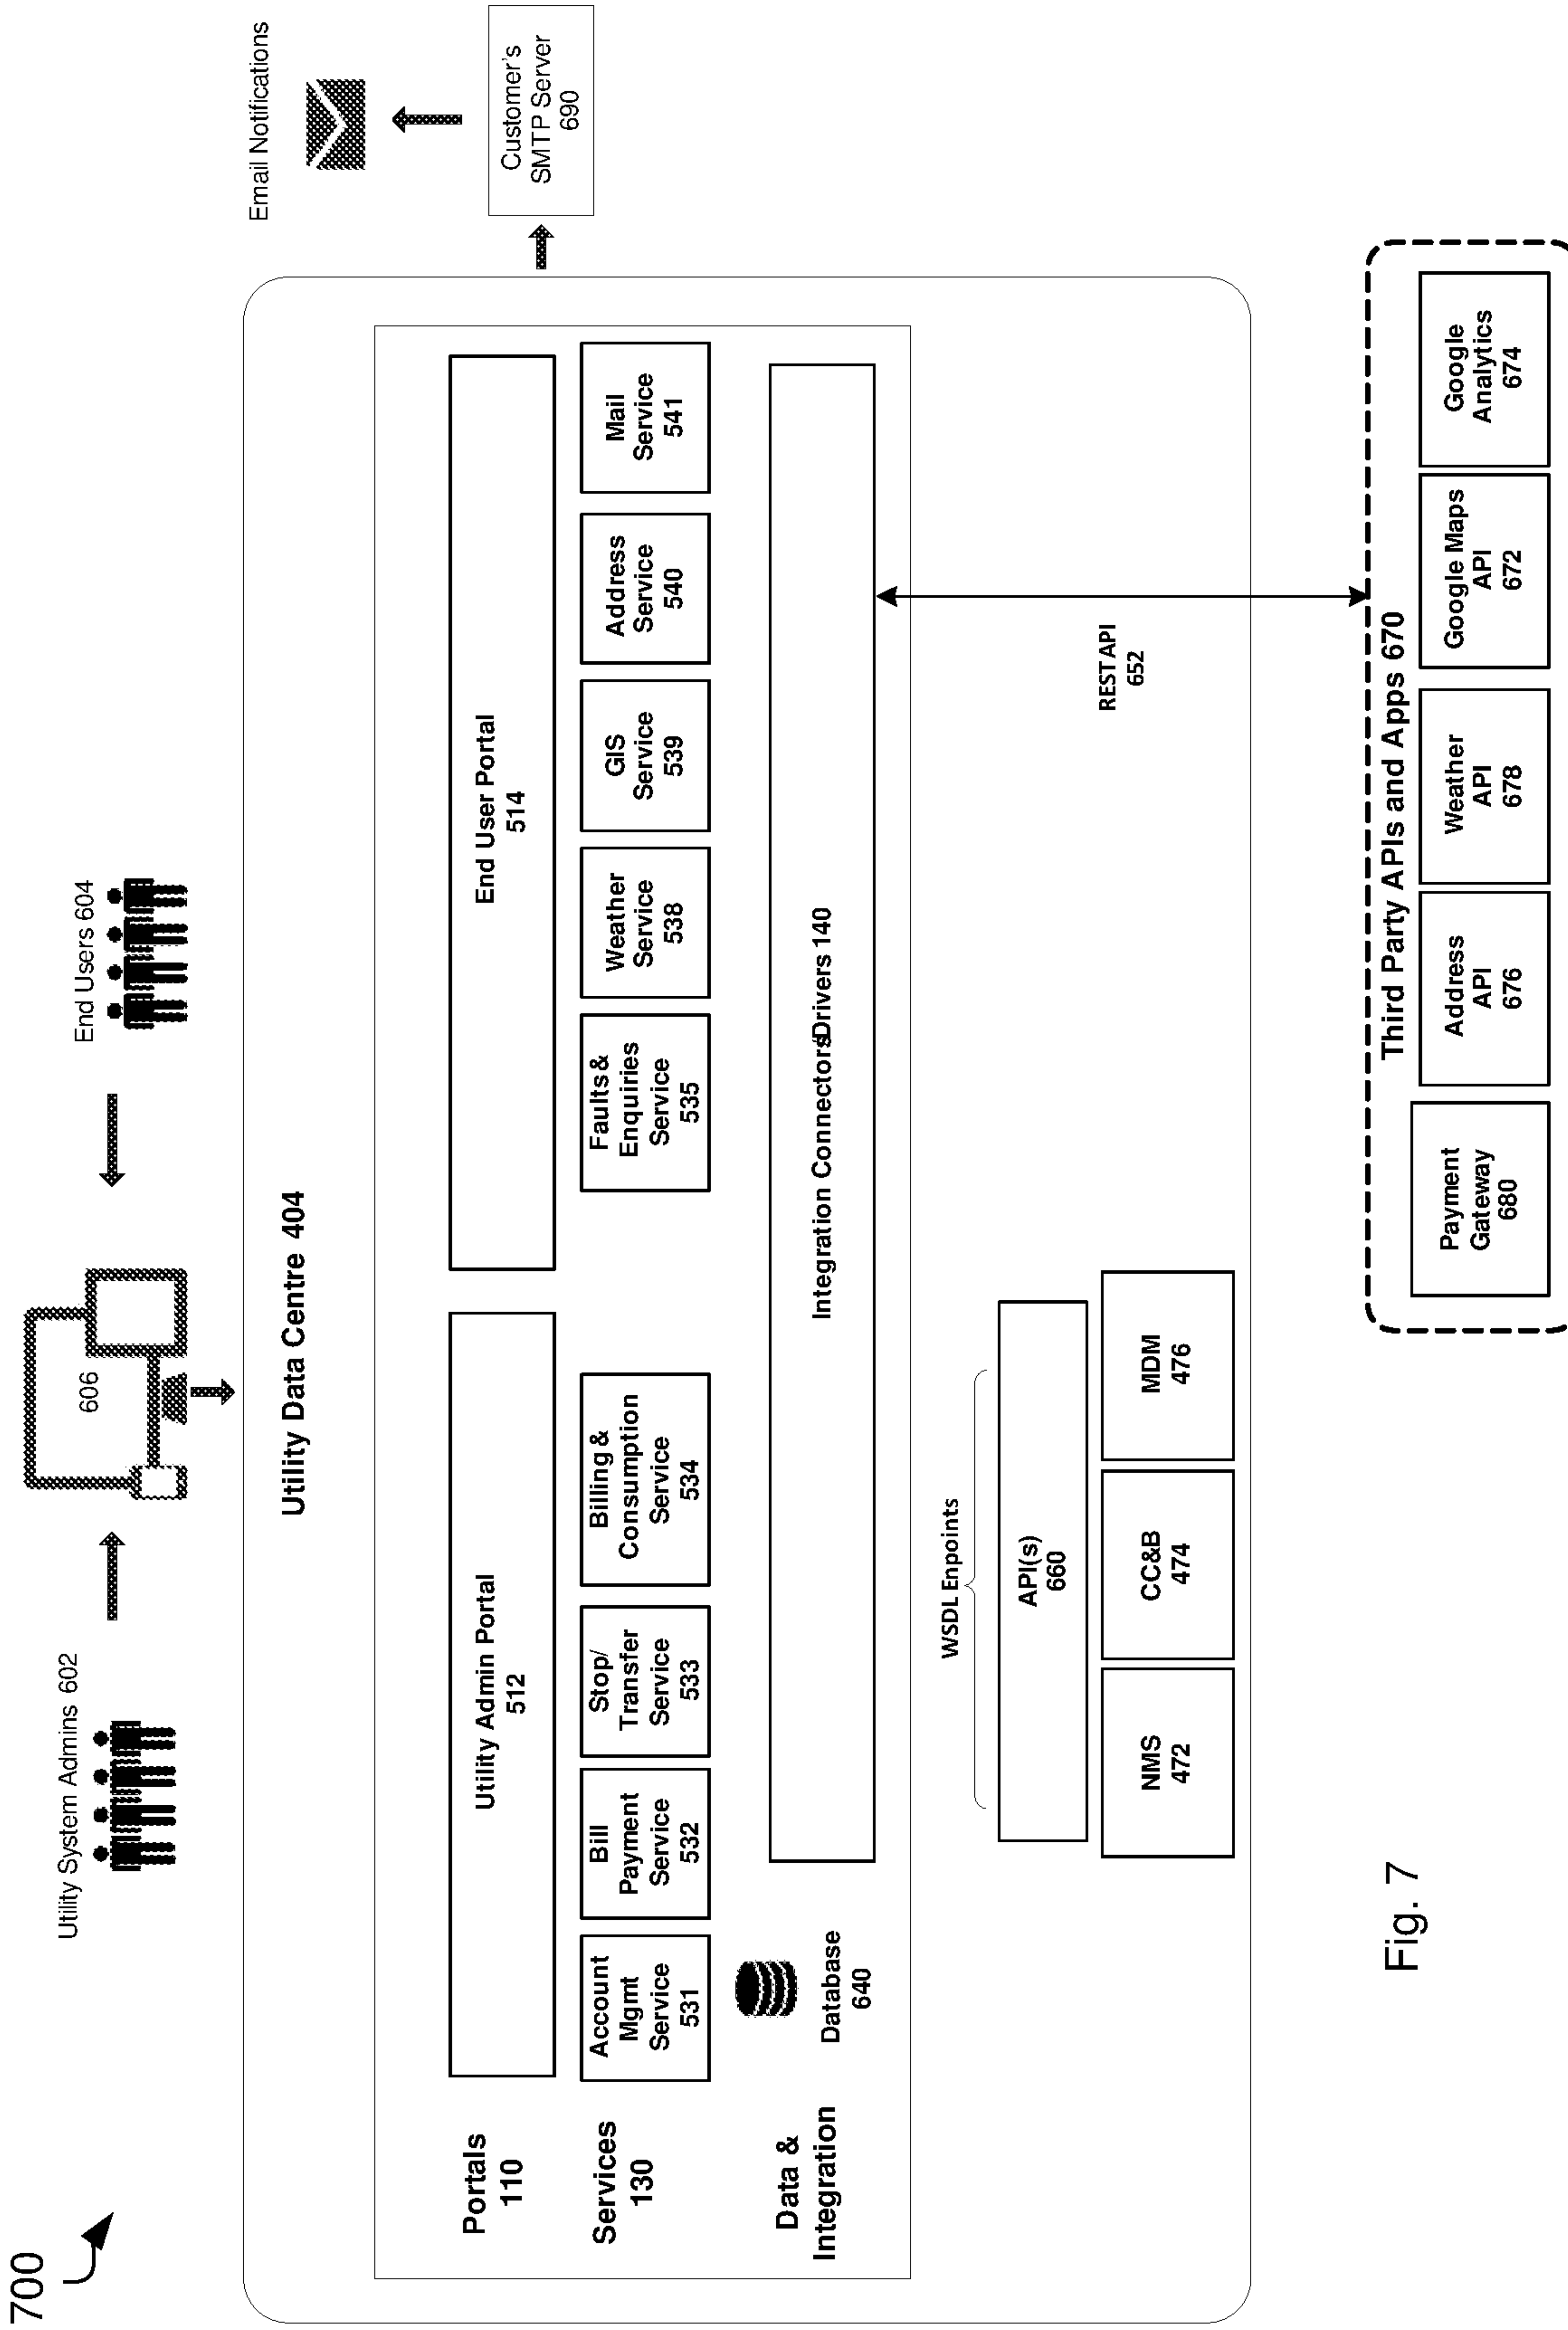 700
Utility System Admins 602
606
End Users 604
Email Notifications
Customer's
SMTP Server
690
Utility Data Centre 404
Portals
110
Utility Admin Portal
512
End User Portal
514
Services
130
Account
Mgmt
Service
531
Bill
Payment
Service
532
Stop/
Transfer
Service
533
Billing &
Consumption
Service
534
Faults &
Enquiries
Service
535
Weather
Service
538
GIS
Service
539
Address
Service
540
Mail
Service
541
Data &
Integration
Database
640
Integration Connectors/Drivers 140
WSDL Enpoints
API(s)
660
NMS
472
CC&B
474
MDM
476
REST API
652
Third Party APIs and Apps 670
Payment
Gateway
680
Address
API
676
Weather
API
678
Google Maps
API
672
Google
Analytics
674
Fig. 7